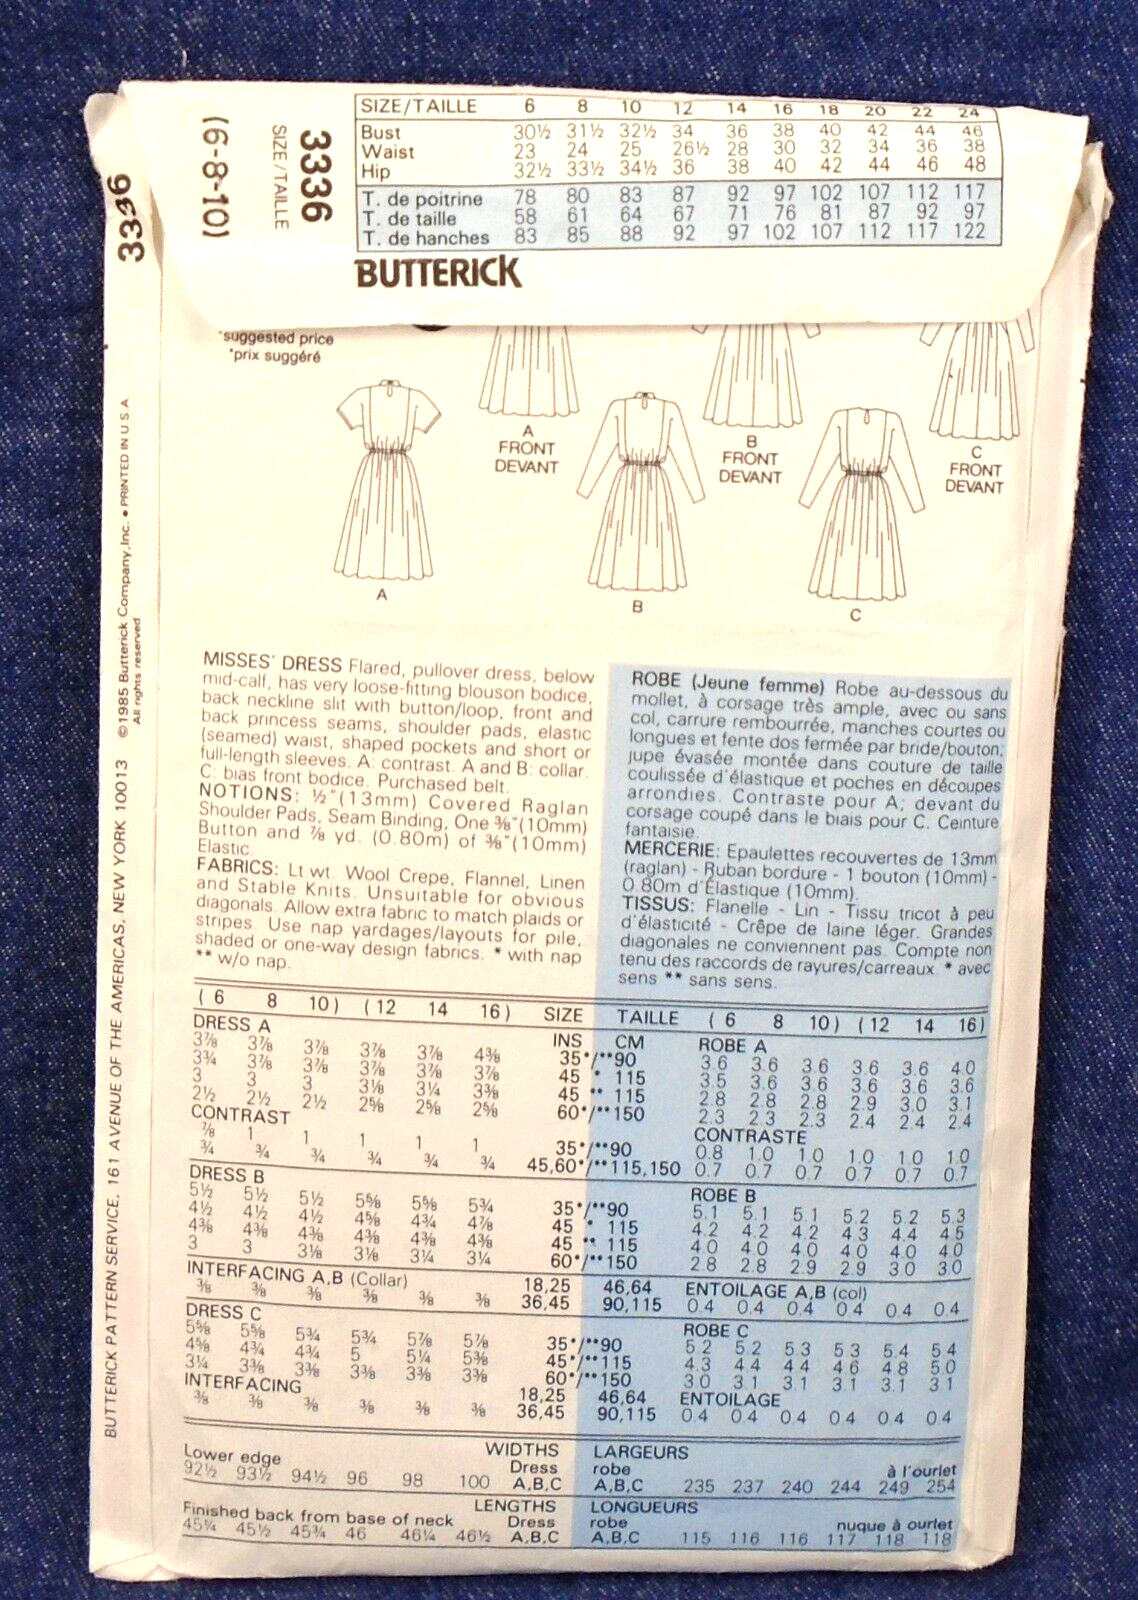 SIZE/TAILLE 6 8 10 12 14 16 18 20 22 24
Bust 30½ 31½ 32½ 34 36 38 40 42 44 46
Waist 23 24 25 26½ 28 30 32 34 36 38
Hip 32½ 33½ 34½ 36 38 40 42 44 46 48
T. de poitrine 78 80 83 87 92 97 102 107 112 117
T. de taille 58 61 64 67 71 76 81 87 92 97
T. de hanches 83 85 88 92 97 102 107 112 117 122
BUTTERICK
3336
SIZE/TAILLE
(6-8-10)
3336
*suggested price
*prix suggéré
A
FRONT
DEVANT
B
FRONT
DEVANT
C
FRONT
DEVANT
A
B
C
MISSES' DRESS Flared, pullover dress, below
mid-calf, has very loose-fitting blouson bodice,
back neckline slit with button/loop, front and
back princess seams, shoulder pads, elastic
(seamed) waist, shaped pockets and short or
full-length sleeves. A: contrast. A and B: collar.
C: bias front bodice. Purchased belt.
NOTIONS: ½"(13mm) Covered Raglan
Shoulder Pads, Seam Binding, One ⅜"(10mm)
Button and ⅞ yd. (0.80m) of ⅜"(10mm)
Elastic.
FABRICS: Lt.wt. Wool Crepe, Flannel, Linen
and Stable Knits. Unsuitable for obvious
diagonals. Allow extra fabric to match plaids or
stripes. Use nap yardages/layouts for pile,
shaded or one-way design fabrics. * with nap
** w/o nap.
ROBE (Jeune femme) Robe au-dessous du
mollet, à corsage très ample, avec ou sans
col, carrure rembourrée, manches courtes ou
longues et fente dos fermée par bride/bouton;
jupe évasée montée dans couture de taille
coulissée d'élastique et poches en découpes
arrondies. Contraste pour A; devant du
corsage coupé dans le biais pour C. Ceinture
fantaisie.
MERCERIE: Epaulettes recouvertes de 13mm
(raglan) - Ruban bordure - 1 bouton (10mm) -
0.80m d'Élastique (10mm).
TISSUS: Flanelle - Lin - Tissu tricot à peu
d'élasticité - Crêpe de laine léger. Grandes
diagonales ne conviennent pas. Compte non
tenu des raccords de rayures/carreaux. * avec
sens ** sans sens.
(6 8 10) (12 14 16) SIZE TAILLE (6 8 10) (12 14 16)
DRESS A INS CM ROBE A
3⅞ 3⅞ 3⅞ 3⅞ 3⅞ 4⅜ 35*/**90 3.6 3.6 3.6 3.6 3.6 4.0
3¾ 3⅞ 3⅞ 3⅞ 3⅞ 3⅞ 45 * 115 3.5 3.6 3.6 3.6 3.6 3.6
3 3 3 3⅛ 3¼ 3⅜ 45 ** 115 2.8 2.8 2.8 2.9 3.0 3.1
2½ 2½ 2½ 2⅝ 2⅝ 2⅝ 60*/**150 2.3 2.3 2.3 2.4 2.4 2.4
CONTRAST CONTRASTE
⅞ 1 1 1 1 1 35*/**90 0.8 1.0 1.0 1.0 1.0 1.0
¾ ¾ ¾ ¾ ¾ ¾ 45,60*/**115,150 0.7 0.7 0.7 0.7 0.7 0.7
DRESS B ROBE B
5½ 5½ 5½ 5⅝ 5⅝ 5¾ 35*/**90 5.1 5.1 5.1 5.2 5.2 5.3
4½ 4½ 4½ 4⅝ 4¾ 4⅞ 45 * 115 4.2 4.2 4.2 4.3 4.4 4.5
4⅜ 4⅜ 4⅜ 4⅜ 4⅜ 4⅜ 45 ** 115 4.0 4.0 4.0 4.0 4.0 4.0
3 3 3⅛ 3⅛ 3¼ 3¼ 60*/**150 2.8 2.8 2.9 2.9 3.0 3.0
INTERFACING A,B (Collar) 18,25 46,64 ENTOILAGE A,B (col)
⅜ ⅜ ⅜ ⅜ ⅜ ⅜ 36,45 90,115 0.4 0.4 0.4 0.4 0.4 0.4
DRESS C ROBE C
5⅝ 5⅝ 5¾ 5¾ 5⅞ 5⅞ 35*/**90 5.2 5.2 5.3 5.3 5.4 5.4
4⅝ 4¾ 4¾ 5 5¼ 5⅜ 45*/**115 4.3 4.4 4.4 4.6 4.8 5.0
3¼ 3⅜ 3⅜ 3⅜ 3⅜ 3⅜ 60*/**150 3.0 3.1 3.1 3.1 3.1 3.1
INTERFACING 18,25 46,64 ENTOILAGE
⅜ ⅜ ⅜ ⅜ ⅜ ⅜ 36,45 90,115 0.4 0.4 0.4 0.4 0.4 0.4
WIDTHS LARGEURS
Lower edge Dress robe à l'ourlet
92½ 93½ 94½ 96 98 100 A,B,C A,B,C 235 237 240 244 249 254
LENGTHS LONGUEURS
Finished back from base of neck Dress robe nuque à ourlet
45¼ 45½ 45¾ 46 46¼ 46½ A,B,C A,B,C 115 116 116 117 118 118
BUTTERICK PATTERN SERVICE, 161 AVENUE OF THE AMERICAS, NEW YORK 10013 ©1985 Butterick Company, Inc. • PRINTED IN U S A
All rights reserved